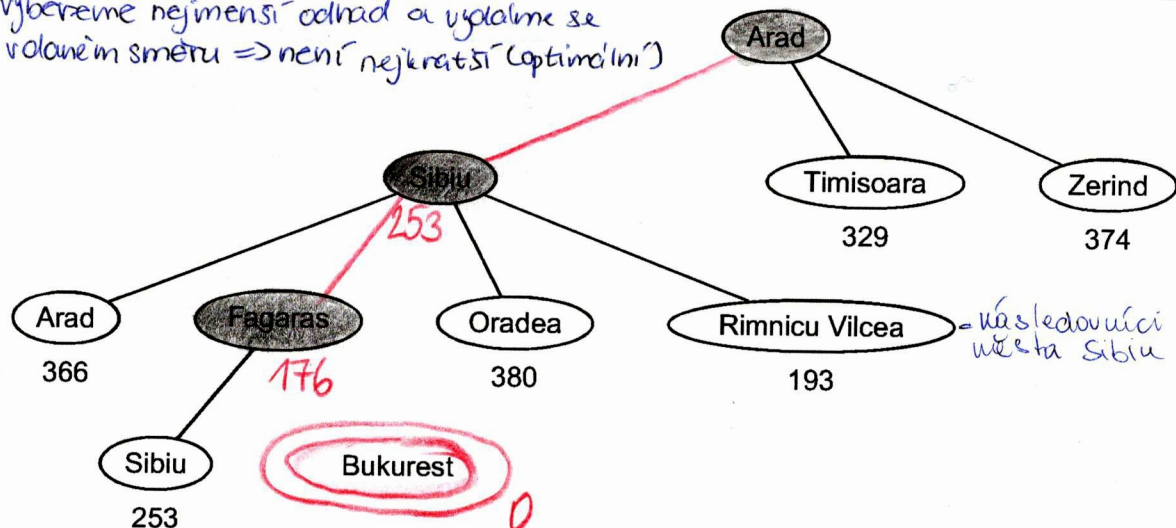 vybereme nejmenší odhad a vydáme se
v daném směru => není nejkratší (optimální)
Arad
Sibiu
253
Timisoara
329
Zerind
374
Arad
366
Fagaras
176
Oradea
380
Rimnicu Vilcea
193
- následovníci
města Sibiu
Sibiu
253
Bukurest
0